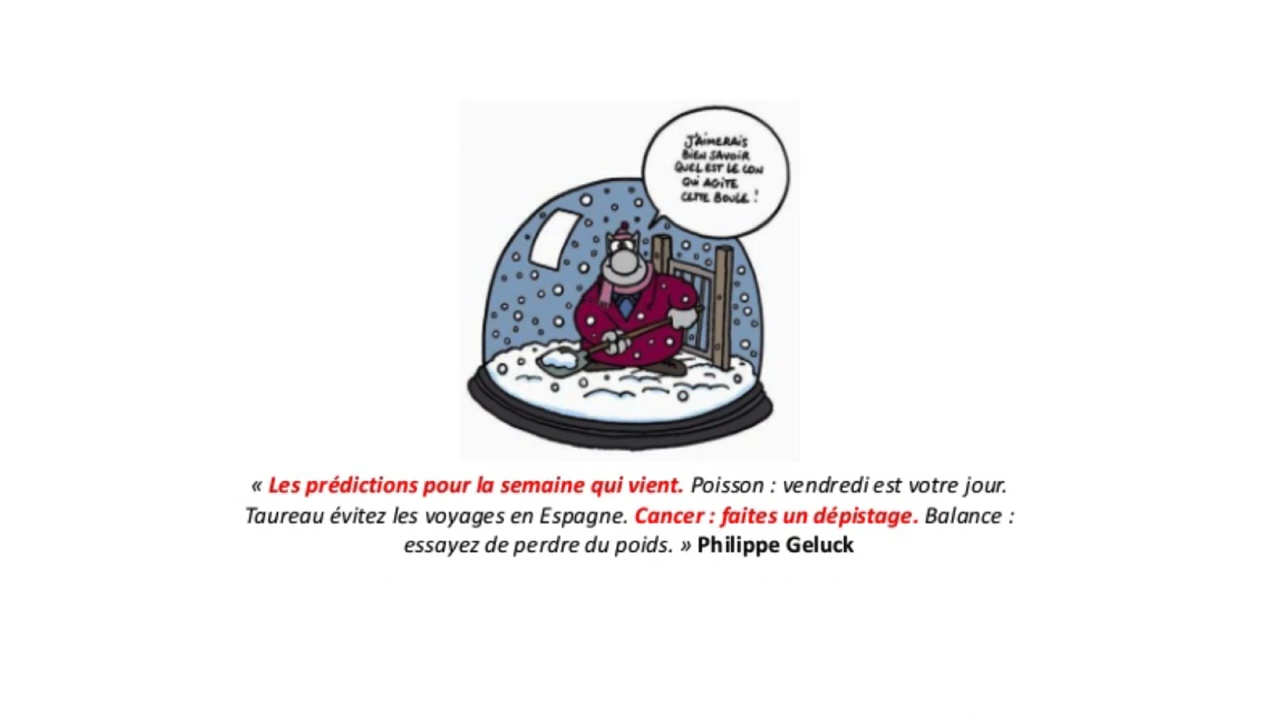 J'AIMERAIS
BIEN SAVOIR
QUEL EST LE CON
QUI AGITE
CETTE BOULE !
« Les prédictions pour la semaine qui vient. Poisson : vendredi est votre jour.
Taureau évitez les voyages en Espagne. Cancer : faites un dépistage. Balance :
essayez de perdre du poids. » Philippe Geluck